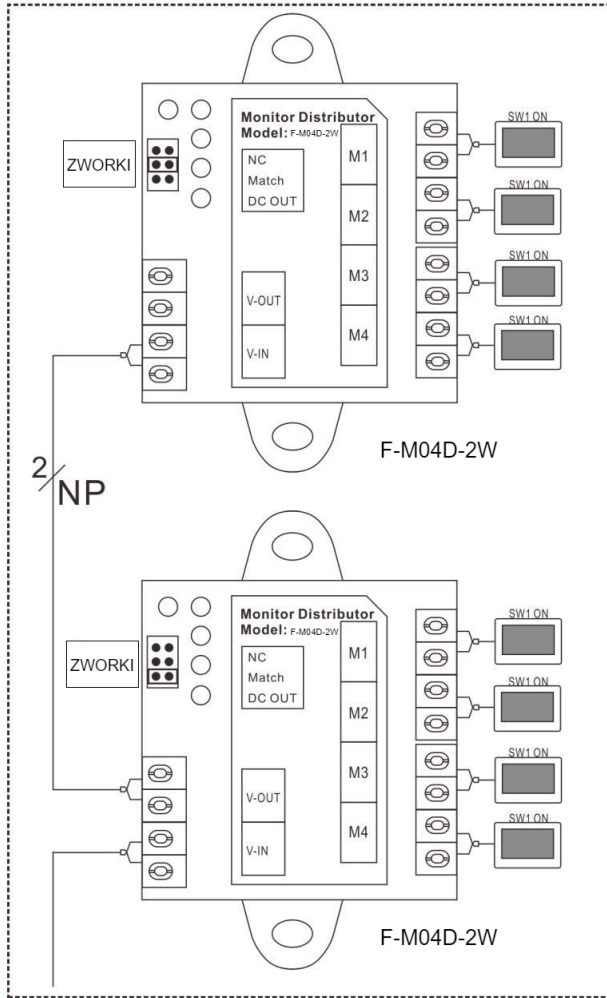 SW1 ON
Monitor Distributor
Model: F-M04D-2W
ZWORKI
NC
Match
DC OUT
M1
SW1 ON
M2
SW1 ON
M3
V-OUT
SW1 ON
M4
V-IN
F-M04D-2W
2
NP
SW1 ON
Monitor Distributor
Model: F-M04D-2W
ZWORKI
NC
Match
DC OUT
M1
SW1 ON
M2
SW1 ON
M3
V-OUT
SW1 ON
M4
V-IN
F-M04D-2W